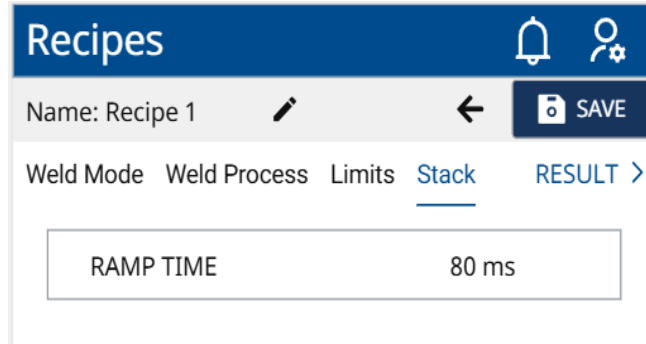 Recipes
Name: Recipe 1 SAVE
Weld Mode Weld Process Limits Stack RESULT
RAMP TIME 80 ms